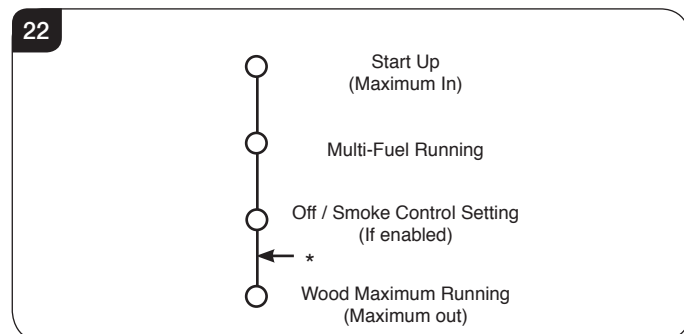 22
Start Up
(Maximum In)
Multi-Fuel Running
Off / Smoke Control Setting
(If enabled)
*
Wood Maximum Running
(Maximum out)